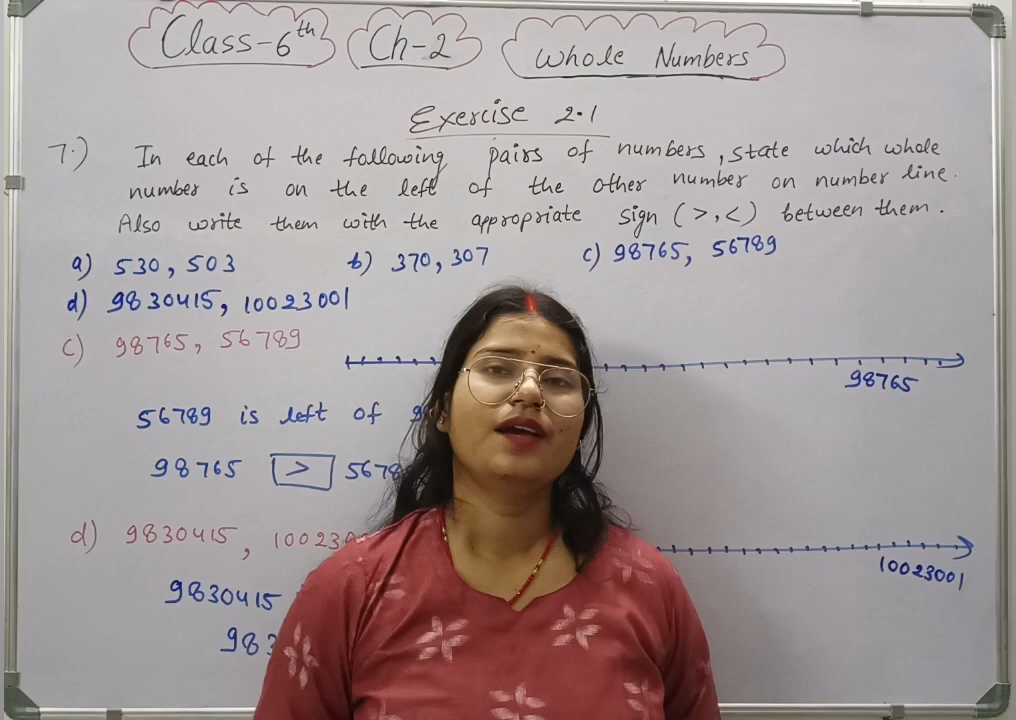 Class-6th Ch-2 Whole Numbers
Exercise 2.1
7.) In each of the following pairs of numbers, state which whole
number is on the left of the other number on number line.
Also write them with the appropriate sign (>,<) between them.
a) 530, 503 b) 370, 307 c) 98765, 56789
d) 9830415, 10023001
c) 98765, 56789
98765
56789 is left of
98765 >
d) 9830415,
10023001
9830415